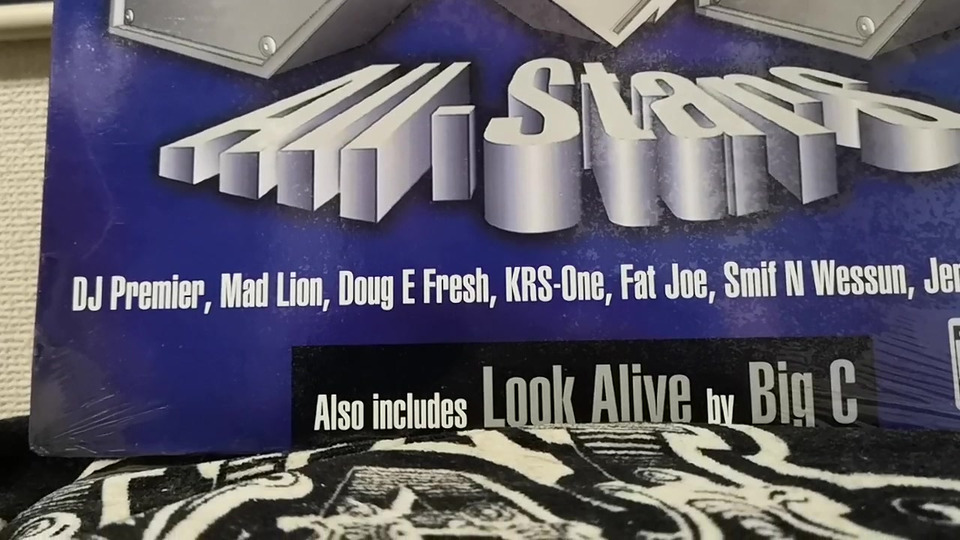 All-Stars
DJ Premier, Mad Lion, Doug E Fresh, KRS-One, Fat Joe, Smif N Wessun, Jer
Also includes Look Alive by Big C